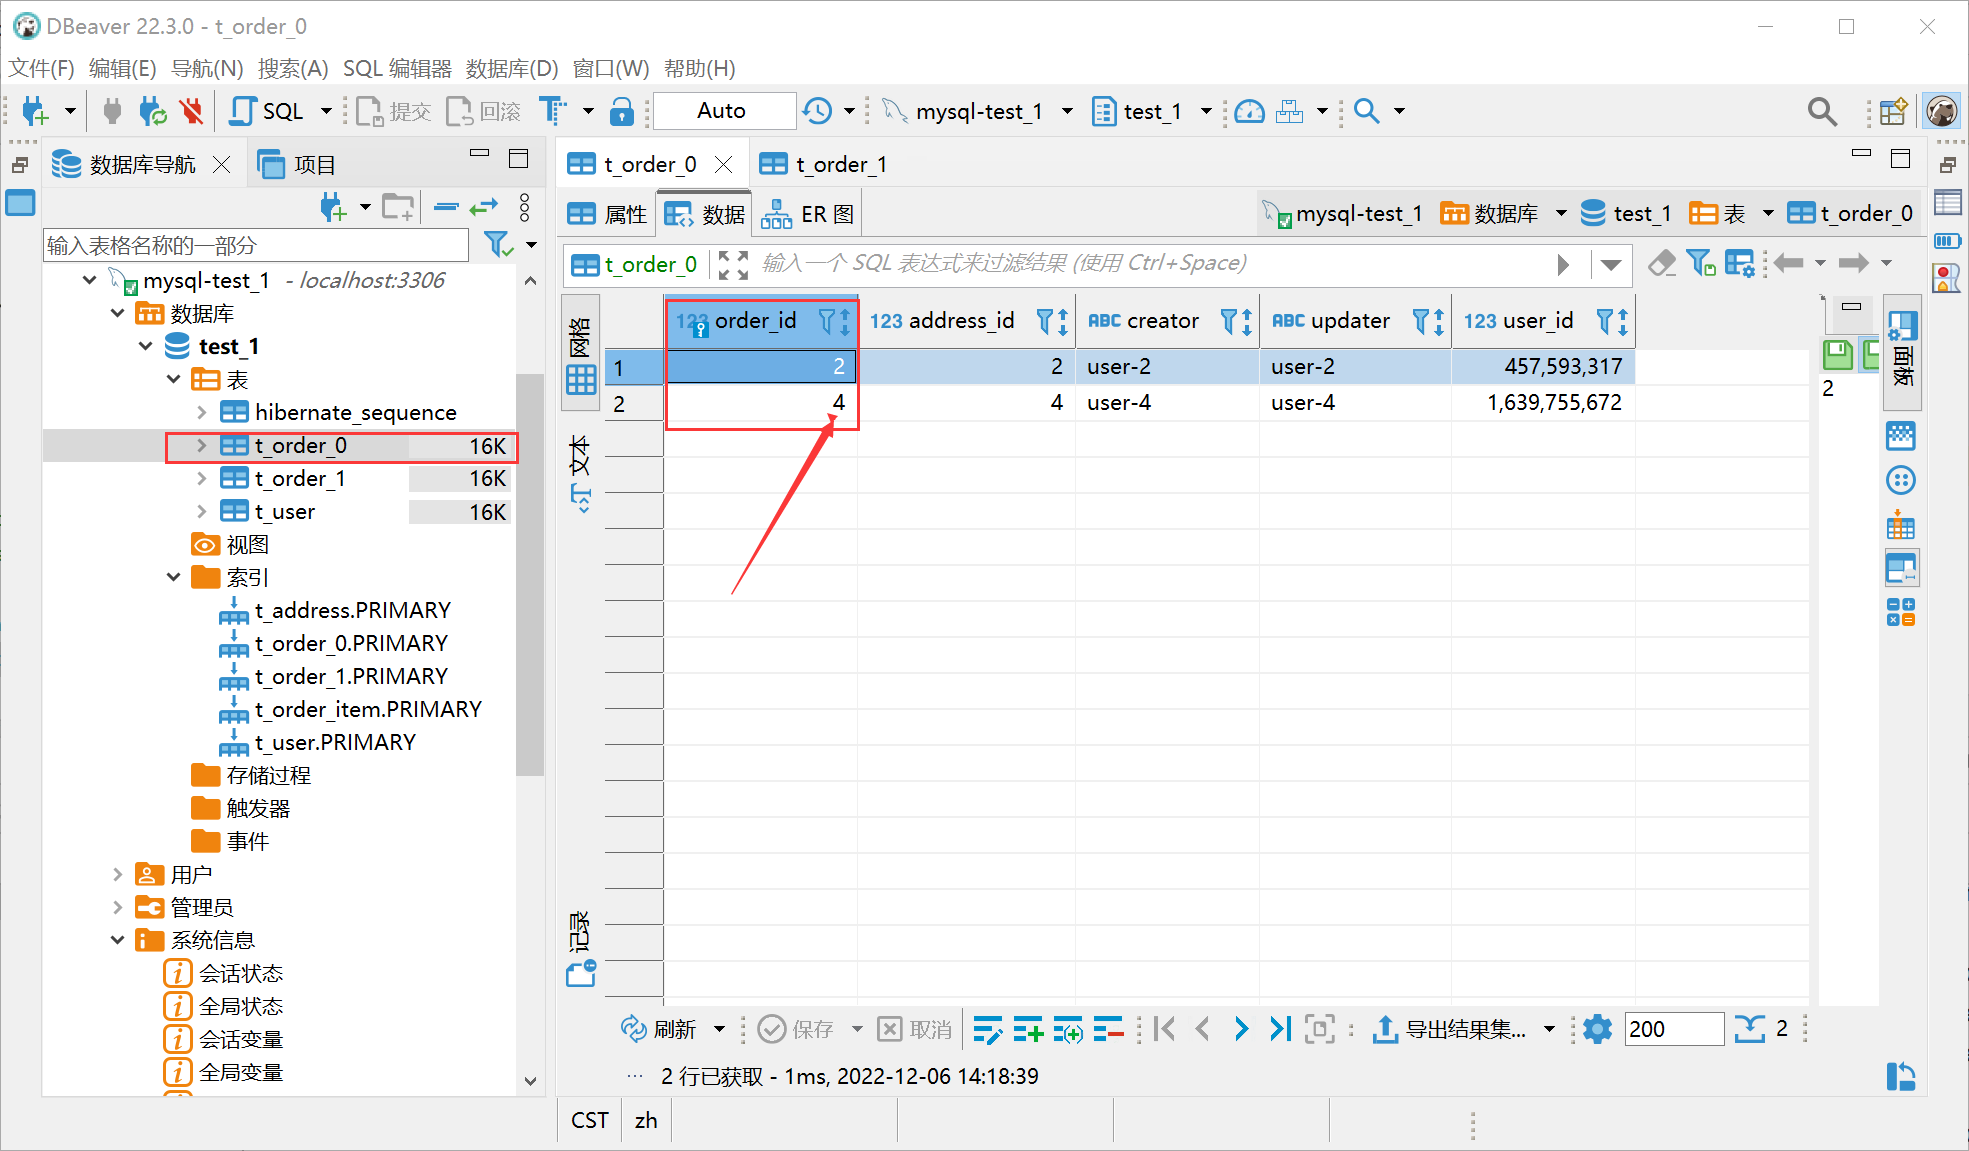 DBeaver 22.3.0 - t_order_0
文件(F) 编辑(E) 导航(N) 搜索(A) SQL 编辑器 数据库(D) 窗口(W) 帮助(H)
SQL 提交 回滚 Auto mysql-test_1 test_1
数据库导航 项目
输入表格名称的一部分
mysql-test_1 - localhost:3306
数据库
test_1
表
hibernate_sequence
t_order_0 16K
t_order_1 16K
t_user 16K
视图
索引
t_address.PRIMARY
t_order_0.PRIMARY
t_order_1.PRIMARY
t_order_item.PRIMARY
t_user.PRIMARY
存储过程
触发器
事件
用户
管理员
系统信息
会话状态
全局状态
会话变量
全局变量
t_order_0 t_order_1
属性 数据 ER 图 mysql-test_1 数据库 test_1 表 t_order_0
t_order_0 输入一个 SQL 表达式来过滤结果 (使用 Ctrl+Space)
网格
文本
记录
123 order_id 123 address_id ABC creator ABC updater 123 user_id
1 2 2 user-2 user-2 457,593,317
2 4 4 user-4 user-4 1,639,755,672
2
面板
刷新 保存 取消 导出结果集... 200 2
... 2 行已获取 - 1ms, 2022-12-06 14:18:39
CST zh